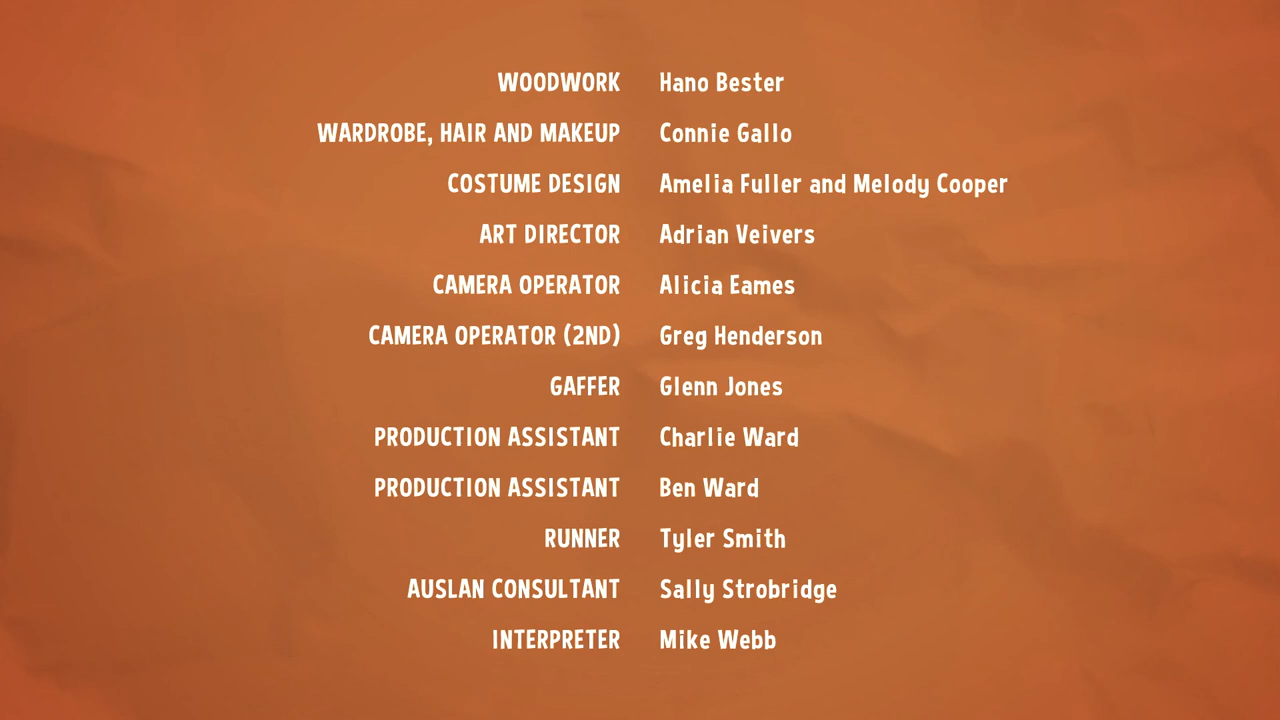 WOODWORK Hano Bester
WARDROBE, HAIR AND MAKEUP Connie Gallo
COSTUME DESIGN Amelia Fuller and Melody Cooper
ART DIRECTOR Adrian Veivers
CAMERA OPERATOR Alicia Eames
CAMERA OPERATOR (2ND) Greg Henderson
GAFFER Glenn Jones
PRODUCTION ASSISTANT Charlie Ward
PRODUCTION ASSISTANT Ben Ward
RUNNER Tyler Smith
AUSLAN CONSULTANT Sally Strobridge
INTERPRETER Mike Webb